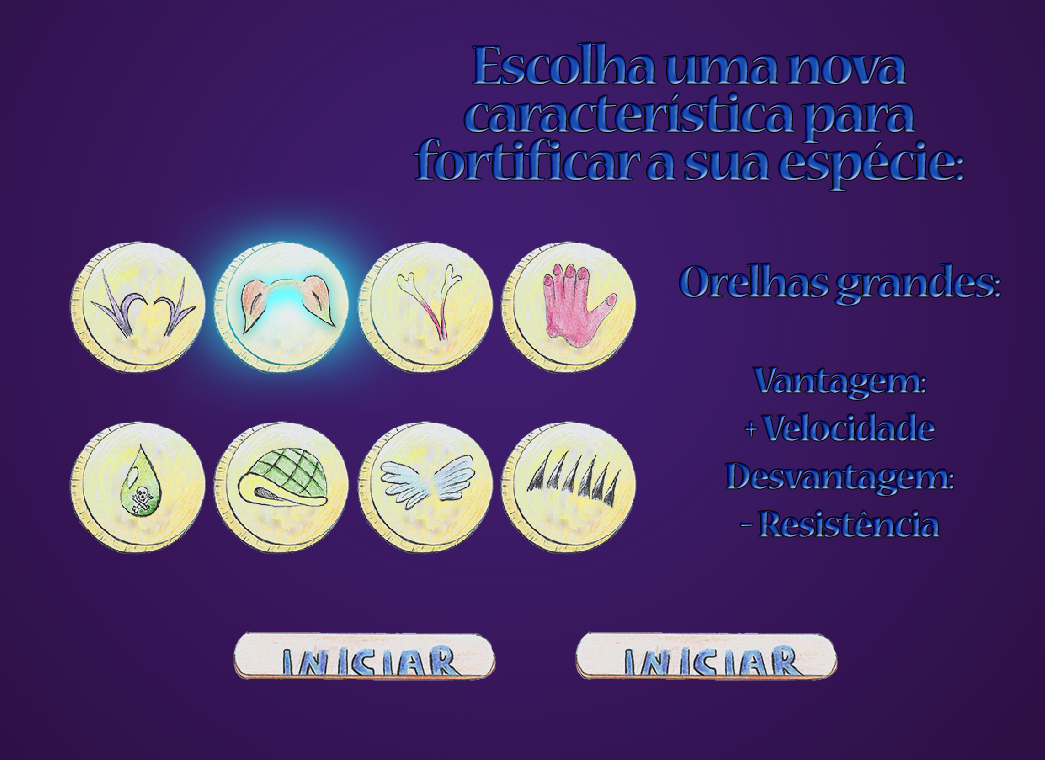 Escolha uma nova
característica para
fortificar a sua espécie:
Orelhas grandes:
Vantagem:
+ Velocidade
Desvantagem:
- Resistência
INICIAR
INICIAR